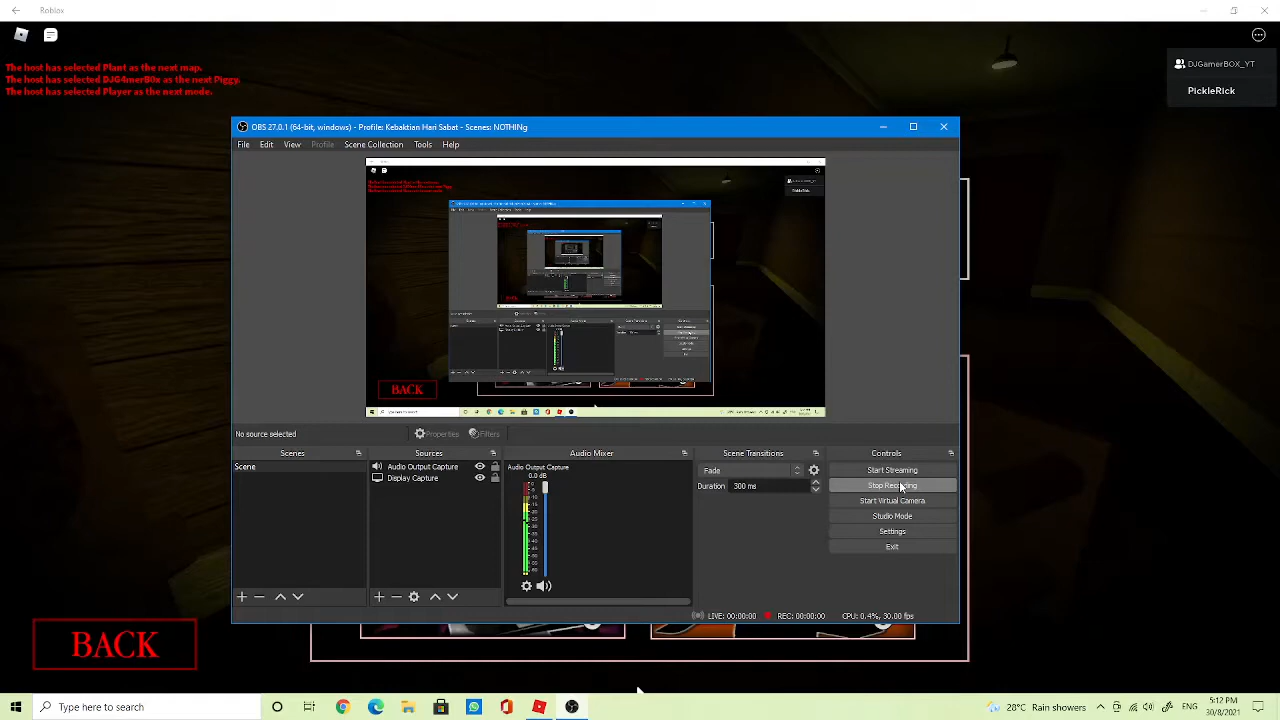 Roblox
The host has selected Plant as the next map.
The host has selected DJG4merB0x as the next Piggy.
The host has selected Player as the next mode.
DJGamerBOX_YT
PickleRick
OBS 27.0.1 (64-bit, windows) - Profile: Kebaktian Hari Sabat - Scenes: NOTHINg
File Edit View Profile Scene Collection Tools Help
BACK
No source selected
Properties
Filters
Scenes
Sources
Audio Mixer
Scene Transitions
Controls
Scene
Audio Output Capture
Display Capture
Audio Output Capture
0.0 dB
Fade
Duration 300 ms
Start Streaming
Stop Recording
Start Virtual Camera
Studio Mode
Settings
Exit
LIVE: 00:00:00
REC: 00:00:00
CPU: 0.4%, 30.00 fps
BACK
Type here to search
28°C Rain showers
ENG
5:12 PM
30/8/2021